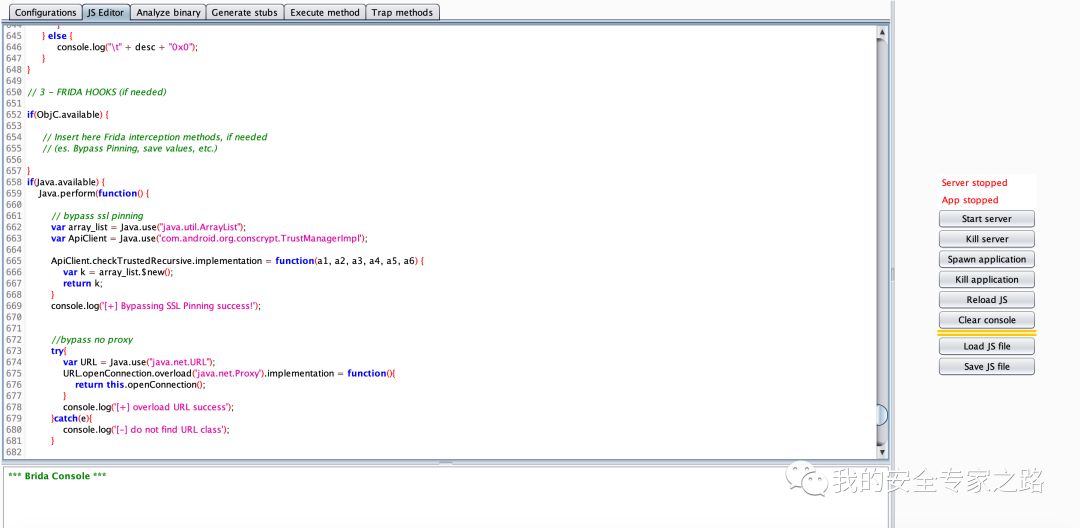 Configurations JS Editor Analyze binary Generate stubs Execute method Trap methods
645 } else {
646 console.log("\t" + desc + "0x0");
647 }
648 }
649
650 // 3 - FRIDA HOOKS (if needed)
651
652 if(ObjC.available) {
653
654 // Insert here Frida interception methods, if needed
655 // (es. Bypass Pinning, save values, etc.)
656
657 }
658 if(Java.available) {
659 Java.perform(function() {
660
661 // bypass ssl pinning
662 var array_list = Java.use("java.util.ArrayList");
663 var ApiClient = Java.use('com.android.org.conscrypt.TrustManagerImpl');
664
665 ApiClient.checkTrustedRecursive.implementation = function(a1, a2, a3, a4, a5, a6) {
666 var k = array_list.$new();
667 return k;
668 }
669 console.log('[+] Bypassing SSL Pinning success!');
670
671
672 //bypass no proxy
673 try{
674 var URL = Java.use("java.net.URL");
675 URL.openConnection.overload('java.net.Proxy').implementation = function(){
676 return this.openConnection();
677 }
678 console.log('[+] overload URL success');
679 }catch(e){
680 console.log('[-] do not find URL class');
681 }
682
Server stopped
App stopped
Start server
Kill server
Spawn application
Kill application
Reload JS
Clear console
Load JS file
Save JS file
*** Brida Console ***
我的安全专家之路